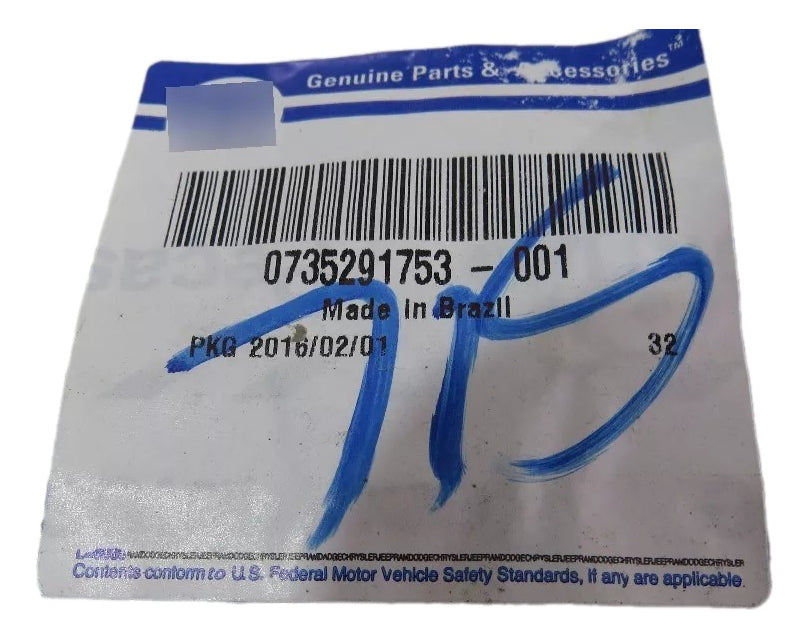 Genuine Parts & Accessories™
0735291753 - 001
Made in Brazil
PKG 2016/02/01 32
Contents conform to U.S. Federal Motor Vehicle Safety Standards, if any are applicable.